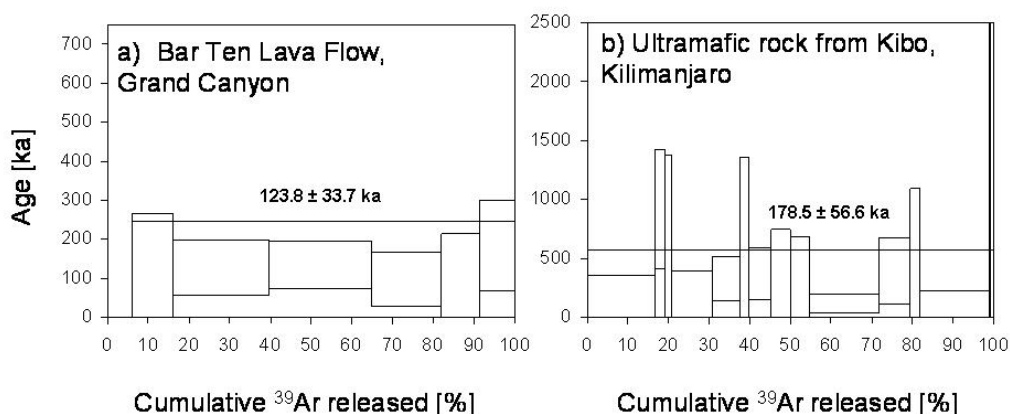 a) Bar Ten Lava Flow,
Grand Canyon
123.8 ± 33.7 ka
Age [ka]
700
600
500
400
300
200
100
0
0 10 20 30 40 50 60 70 80 90 100
Cumulative ³⁹Ar released [%]
b) Ultramafic rock from Kibo,
Kilimanjaro
178.5 ± 56.6 ka
2500
2000
1500
1000
500
0
0 10 20 30 40 50 60 70 80 90 100
Cumulative ³⁹Ar released [%]